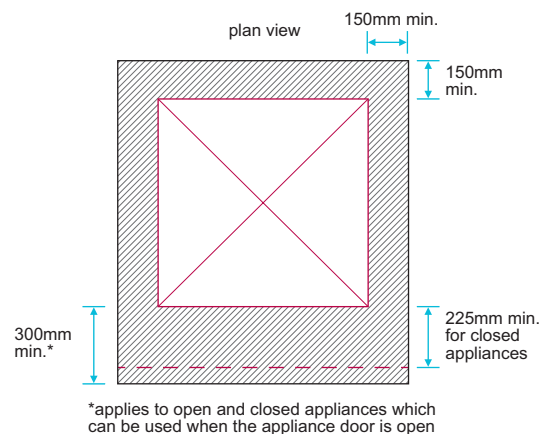 plan view
150mm min.
150mm
min.
300mm
min.*
225mm min.
for closed
appliances
*applies to open and closed appliances which
can be used when the appliance door is open